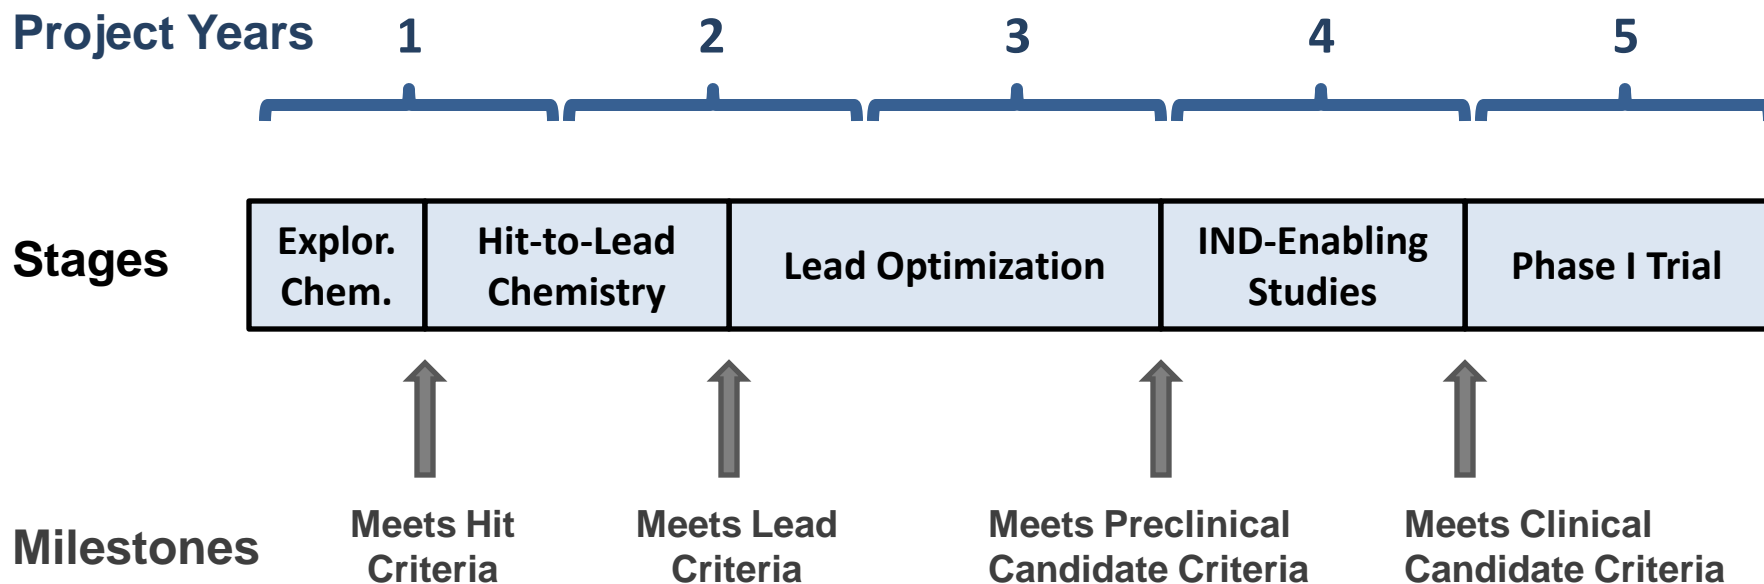 Project Years 1 2 3 4 5
Stages
Explor.
Chem.
Hit-to-Lead
Chemistry
Lead Optimization
IND-Enabling
Studies
Phase I Trial
Milestones
Meets Hit
Criteria
Meets Lead
Criteria
Meets Preclinical
Candidate Criteria
Meets Clinical
Candidate Criteria